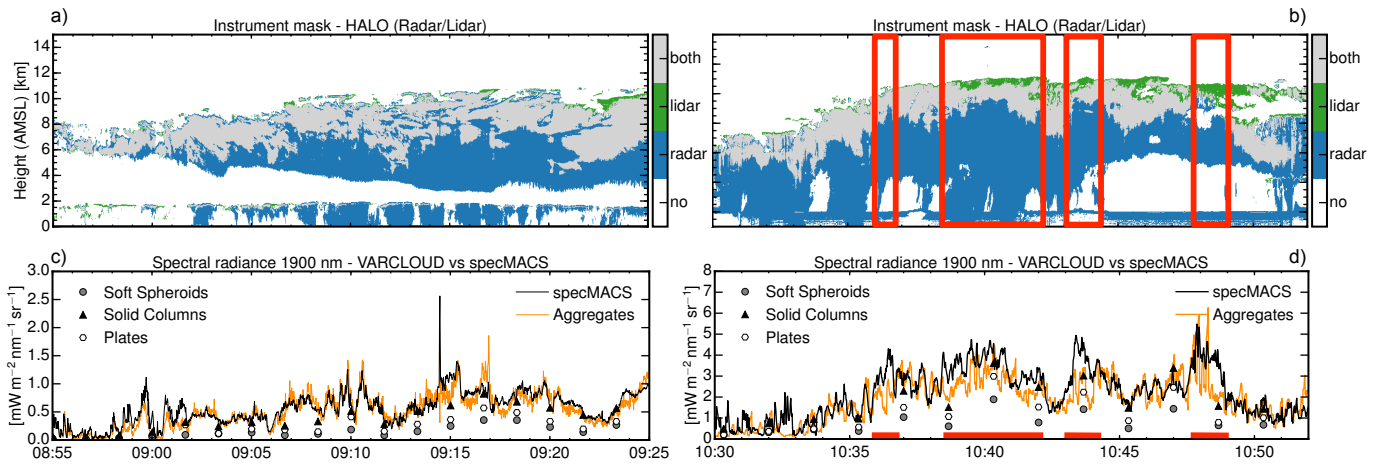 a)
Instrument mask - HALO (Radar/Lidar)
Height (AMSL) [km]
14
12
10
8
6
4
2
0
both
lidar
radar
no
Instrument mask - HALO (Radar/Lidar)
b)
both
lidar
radar
no
c)
Spectral radiance 1900 nm - VARCLOUD vs specMACS
[mW m−2 nm−1 sr−1]
3.0
2.5
2.0
1.5
1.0
0.5
0.0
Soft Spheroids
Solid Columns
Plates
specMACS
Aggregates
08:55 09:00 09:05 09:10 09:15 09:20 09:25
Spectral radiance 1900 nm - VARCLOUD vs specMACS
d)
[mW m−2 nm−1 sr−1]
8
7
6
5
4
3
2
1
0
Soft Spheroids
Solid Columns
Plates
specMACS
Aggregates
10:30 10:35 10:40 10:45 10:50